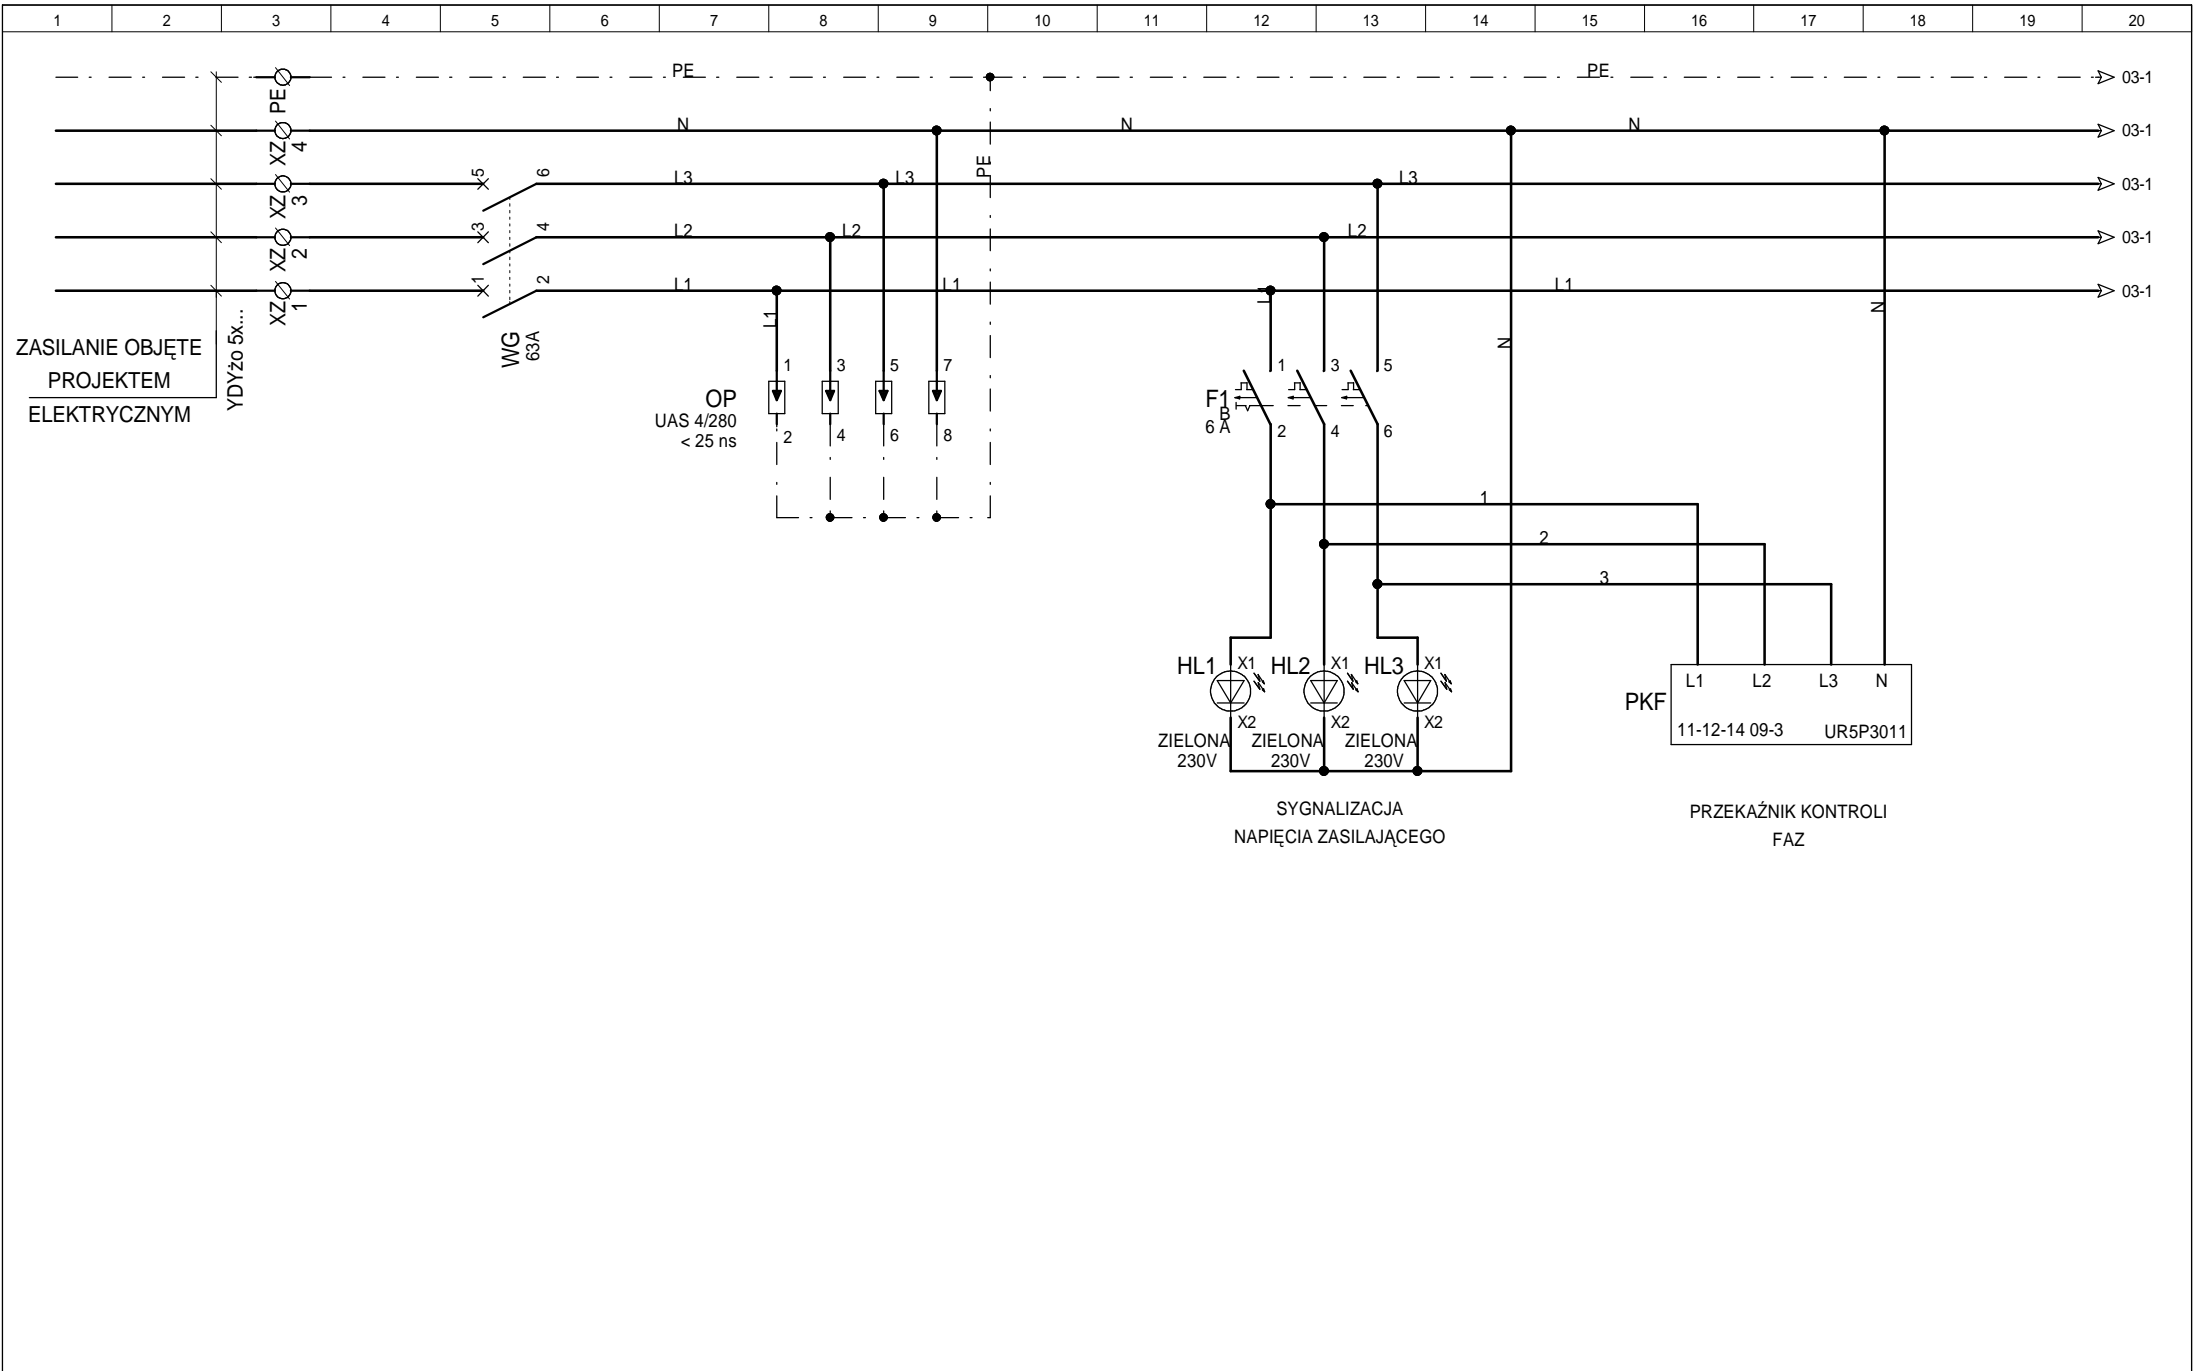 1 2 3 4 5 6 7 8 9 10 11 12 13 14 15 16 17 18 19 20
PE PE 03-1
PE
N N N 03-1
XZ 4
PE
5 6 L3 L3 L3 03-1
XZ 3
3 4 L2 L2 L2 03-1
XZ 2
1 2 L1 L1 L1 03-1
XZ 1
L1 L1 N
N
ZASILANIE OBJĘTE
PROJEKTEM
ELEKTRYCZNYM
YDYżo 5x...
WG
63A
OP
UAS 4/280
< 25 ns
1 3 5 7
2 4 6 8
F1
B
6 A
1 3 5
2 4 6
1
2
3
HL1 X1 HL2 X1 HL3 X1
X2 X2 X2
ZIELONA ZIELONA ZIELONA
230V 230V 230V
PKF
L1 L2 L3 N
11-12-14 09-3 UR5P3011
SYGNALIZACJA
NAPIĘCIA ZASILAJĄCEGO
PRZEKAŹNIK KONTROLI
FAZ